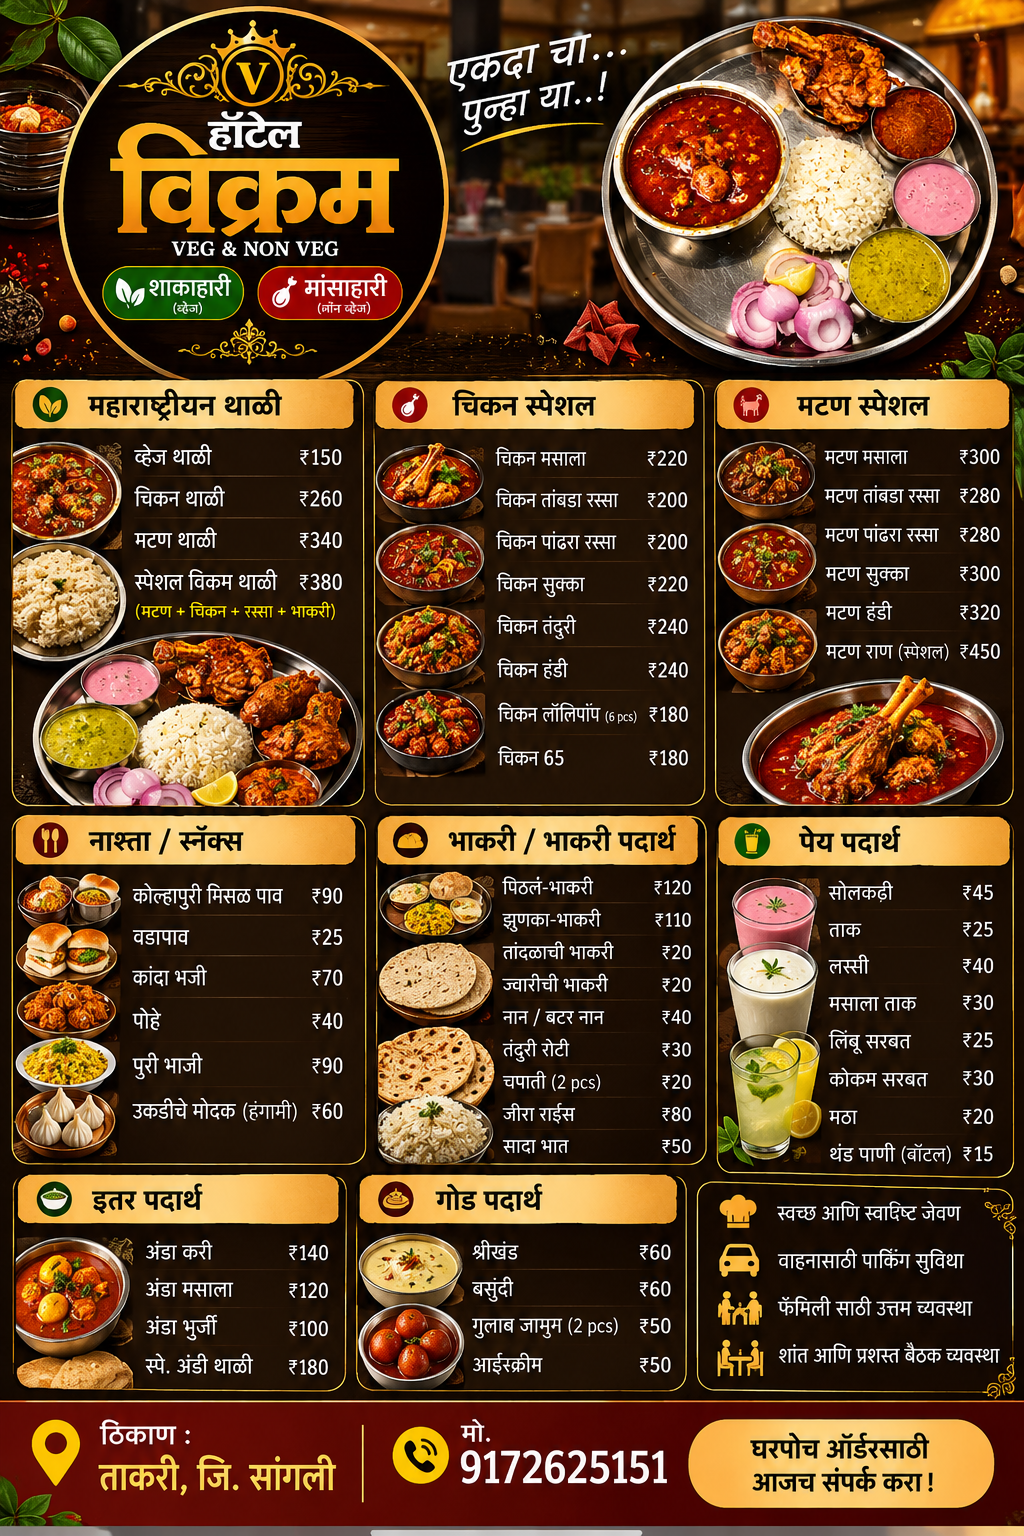 V
हॉटेल
विक्रम
VEG & NON VEG
शाकाहारी
(व्हेज)
मांसाहारी
(नॉन व्हेज)
एकदा चा...
पुन्हा या..!
महाराष्ट्रीयन थाळी
व्हेज थाळी ₹150
चिकन थाळी ₹260
मटण थाळी ₹340
स्पेशल विकम थाळी ₹380
(मटण + चिकन + रस्सा + भाकरी)
चिकन स्पेशल
चिकन मसाला ₹220
चिकन तांबडा रस्सा ₹200
चिकन पांढरा रस्सा ₹200
चिकन सुक्का ₹220
चिकन तंदुरी ₹240
चिकन हंडी ₹240
चिकन लॉलिपॉप (6 pcs) ₹180
चिकन 65 ₹180
मटण स्पेशल
मटण मसाला ₹300
मटण तांबडा रस्सा ₹280
मटण पांढरा रस्सा ₹280
मटण सुक्का ₹300
मटण हंडी ₹320
मटण राण (स्पेशल) ₹450
नाश्ता / स्नॅक्स
कोल्हापुरी मिसळ पाव ₹90
वडापाव ₹25
कांदा भजी ₹70
पोहे ₹40
पुरी भाजी ₹90
उकडीचे मोदक (हंगामी) ₹60
भाकरी / भाकरी पदार्थ
पिठलं-भाकरी ₹120
झुणका-भाकरी ₹110
तांदळाची भाकरी ₹20
ज्वारीची भाकरी ₹20
नान / बटर नान ₹40
तंदुरी रोटी ₹30
चपाती (2 pcs) ₹20
जीरा राईस ₹80
सादा भात ₹50
पेय पदार्थ
सोलकढ़ी ₹45
ताक ₹25
लस्सी ₹40
मसाला ताक ₹30
लिंबू सरबत ₹25
कोकम सरबत ₹30
मठा ₹20
थंड पाणी (बॉटल) ₹15
इतर पदार्थ
अंडा करी ₹140
अंडा मसाला ₹120
अंडा भुर्जी ₹100
स्पे. अंडी थाळी ₹180
गोड पदार्थ
श्रीखंड ₹60
बसुंदी ₹60
गुलाब जामुम (2 pcs) ₹50
आईस्क्रीम ₹50
स्वच्छ आणि स्वादिष्ट जेवण
वाहनासाठी पार्किंग सुविधा
फॅमिली साठी उत्तम व्यवस्था
शांत आणि प्रशस्त बैठक व्यवस्था
ठिकाण :
ताकरी, जि. सांगली
मो.
9172625151
घरपोच ऑर्डरसाठी
आजच संपर्क करा !